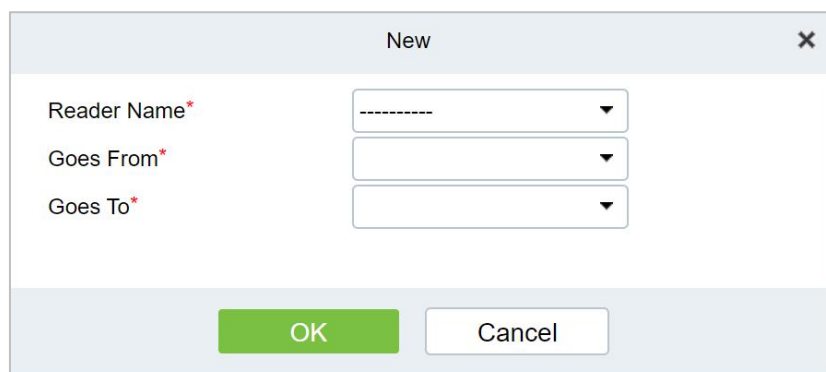 New
Reader Name* ----------
Goes From*
Goes To*
OK Cancel